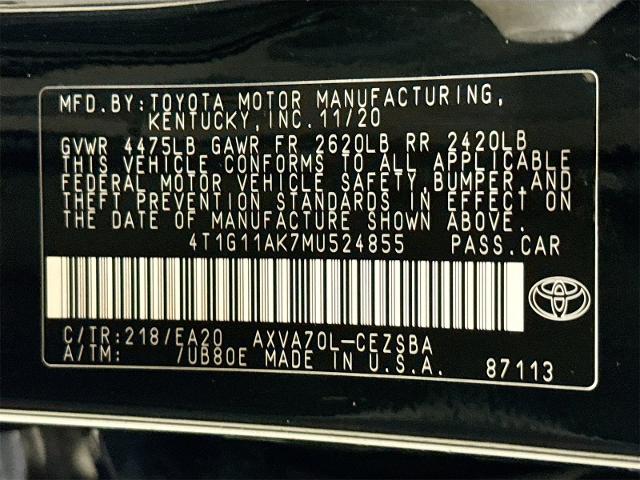 MFD.BY:TOYOTA MOTOR MANUFACTURING,
KENTUCKY,INC.11/20
GVWR 4475LB GAWR FR 2620LB RR 2420LB
THIS VEHICLE CONFORMS TO ALL APPLICABLE
FEDERAL MOTOR VEHICLE SAFETY,BUMPER,AND
THEFT PREVENTION STANDARDS IN EFFECT ON
THE DATE OF MANUFACTURE SHOWN ABOVE.
4T1G11AK7MU524855 PASS.CAR
C/TR:218/EA20 AXVA70L-CEZSBA
A/TM: /UB80E MADE IN U.S.A. 87113